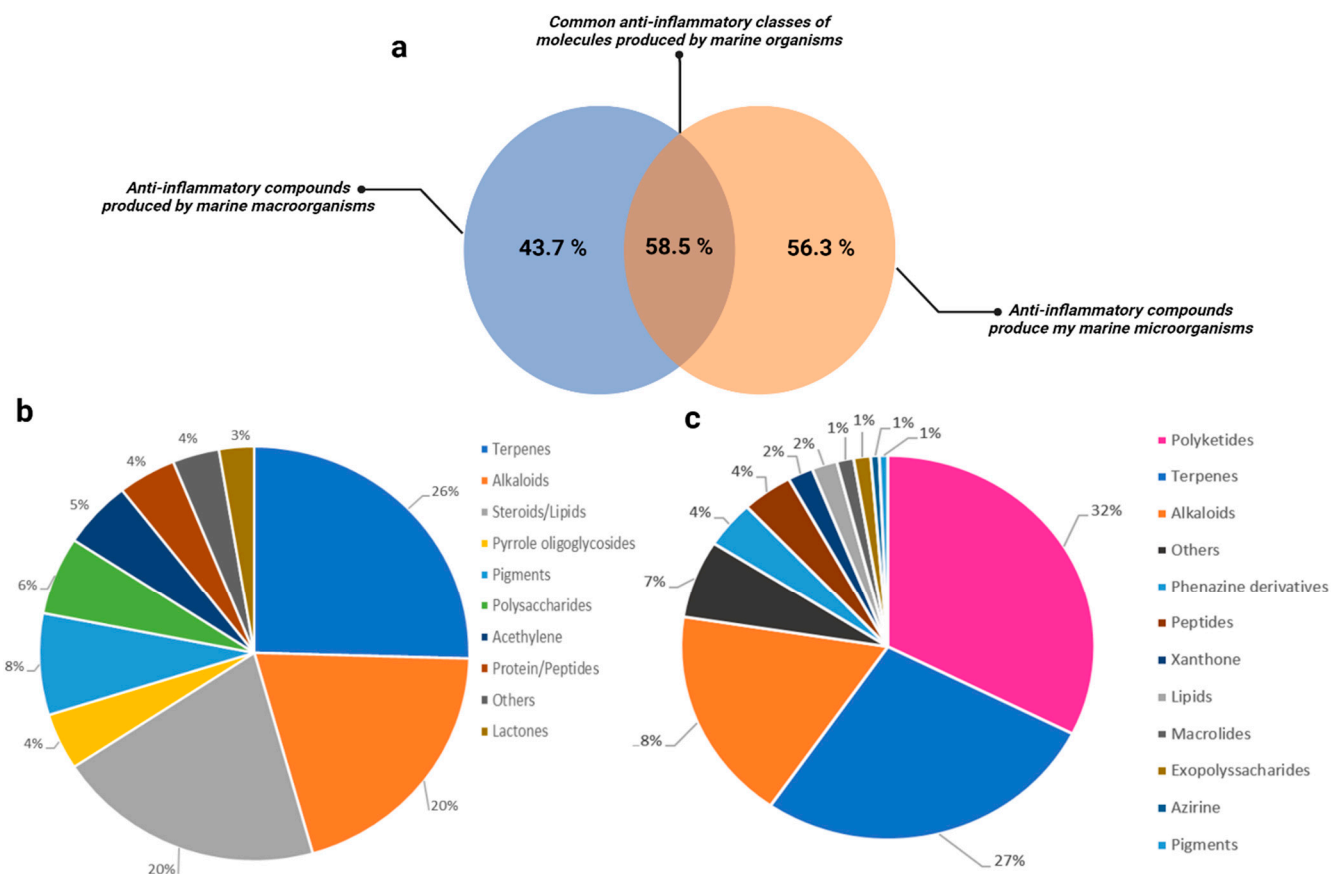 Common anti-inflammatory classes of
molecules produced by marine organisms
a
Anti-inflammatory compounds
produced by marine macroorganisms
43.7 %
58.5 %
56.3 %
Anti-inflammatory compounds
produce my marine microorganisms
b
3%
4%
4%
5%
6%
8%
4%
20%
20%
26%
Terpenes
Alkaloids
Steroids/Lipids
Pyrrole oligoglycosides
Pigments
Polysaccharides
Acethylene
Protein/Peptides
Others
Lactones
c
1%
1%
1%
1%
2%
2%
4%
4%
7%
8%
27%
32%
Polyketides
Terpenes
Alkaloids
Others
Phenazine derivatives
Peptides
Xanthone
Lipids
Macrolides
Exopolyssacharides
Azirine
Pigments